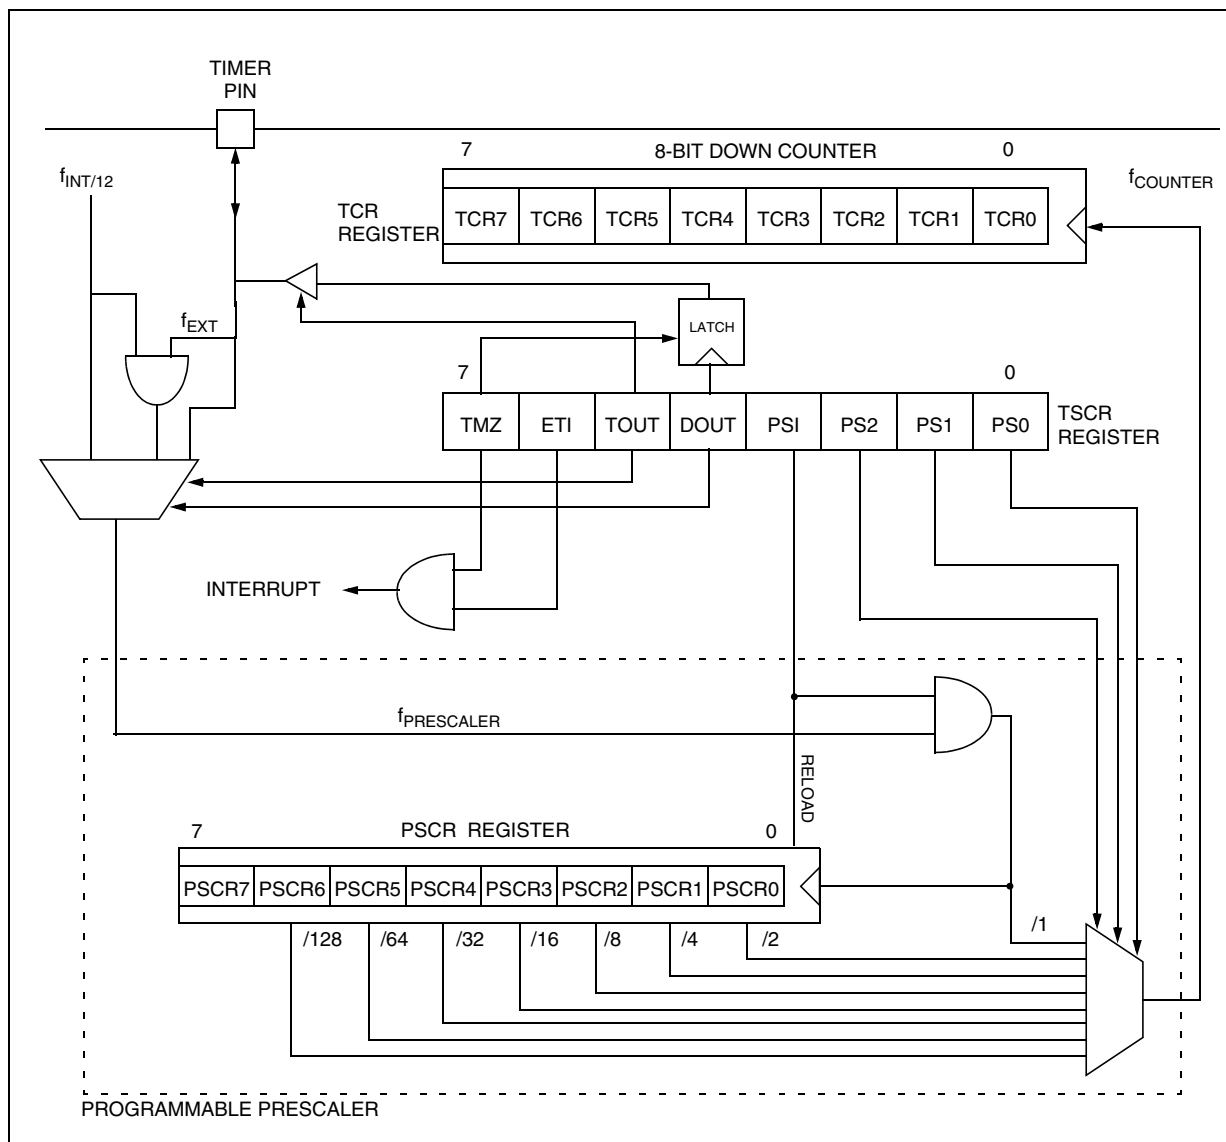 TIMER
PIN
7
8-BIT DOWN COUNTER
0
fINT/12
fCOUNTER
TCR
REGISTER
TCR7 TCR6 TCR5 TCR4 TCR3 TCR2 TCR1 TCR0
fEXT
LATCH
7
0
TMZ ETI TOUT DOUT PSI PS2 PS1 PS0
TSCR
REGISTER
INTERRUPT
fPRESCALER
RELOAD
7
PSCR REGISTER
0
PSCR7 PSCR6 PSCR5 PSCR4 PSCR3 PSCR2 PSCR1 PSCR0
/128 /64 /32 /16 /8 /4 /2
/1
PROGRAMMABLE PRESCALER